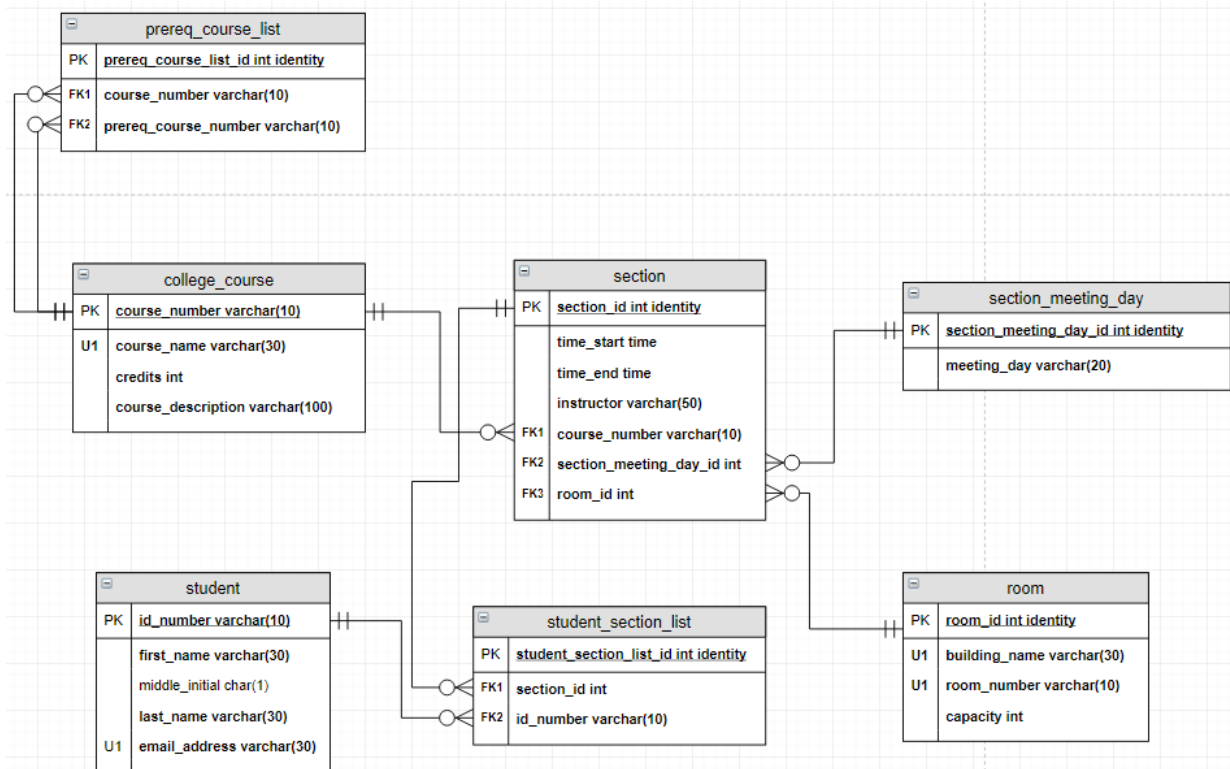 prereq_course_list
PK prereq_course_list_id int identity
FK1 course_number varchar(10)
FK2 prereq_course_number varchar(10)
college_course
PK course_number varchar(10)
U1 course_name varchar(30)
credits int
course_description varchar(100)
section
PK section_id int identity
time_start time
time_end time
instructor varchar(50)
FK1 course_number varchar(10)
FK2 section_meeting_day_id int
FK3 room_id int
section_meeting_day
PK section_meeting_day_id int identity
meeting_day varchar(20)
student
PK id_number varchar(10)
first_name varchar(30)
middle_initial char(1)
last_name varchar(30)
U1 email_address varchar(30)
student_section_list
PK student_section_list_id int identity
FK1 section_id int
FK2 id_number varchar(10)
room
PK room_id int identity
U1 building_name varchar(30)
U1 room_number varchar(10)
capacity int